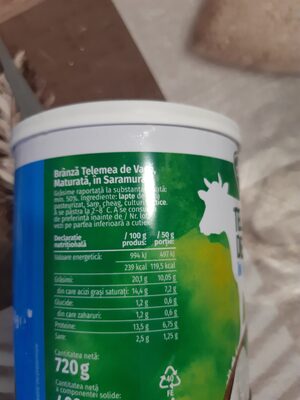 Brânză Telemea de Vacă,
Maturată, în Saramură
Grăsime raportată la substanța uscată:
min. 50%. Ingrediente: lapte de
pasteurizat, sare, cheag, culturi
A se păstra la 2-8°C. A se consuma
de preferință înainte de / Nr. lot:
vezi pe partea inferioară a cutiei.
Declarație nutrițională / 100 g produs: / 50 g porție:
Valoare energetică: 994 kJ 497 kJ
239 kcal 119,5 kcal
Grăsimi: 20,1 g 10,05 g
din care acizi grași saturați: 14,4 g 7,2 g
Glucide: 1,2 g 0,6 g
din care zaharuri: 1,2 g 0,6 g
Proteine: 13,5 g 6,75 g
Sare: 2,5 g 1,25 g
Cantitatea netă:
720 g
Cantitatea netă
a componentei solide:
FE